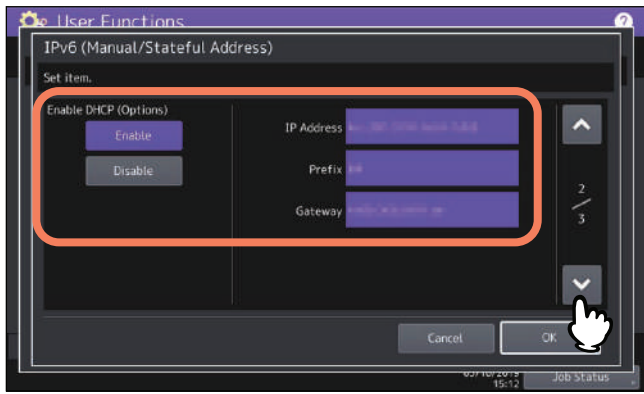 User Functions
?
IPv6 (Manual/Stateful Address)
Set item.
Enable DHCP (Options)
Enable
Disable
IP Address
Prefix
Gateway
2
3
Cancel
OK
15:12
Job Status